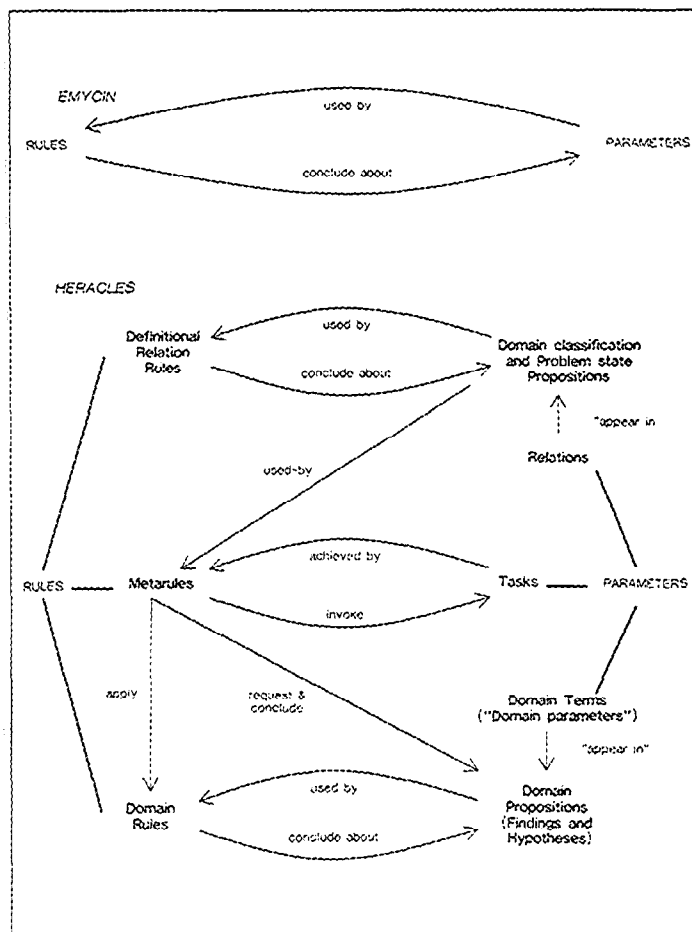 EMYCIN
used by
RULES
PARAMETERS
conclude about
HERACLES
used by
Definitional
Relation
Rules
Domain classification
and Problem state
Propositions
conclude about
"appear in
used-by
Relations
achieved by
RULES
Metarules
Tasks
PARAMETERS
invoke
apply
request &
conclude
Domain Terms
("Domain parameters")
"appear in"
used by
Domain
Rules
Domain
Propositions
(Findings and
Hypotheses)
conclude about